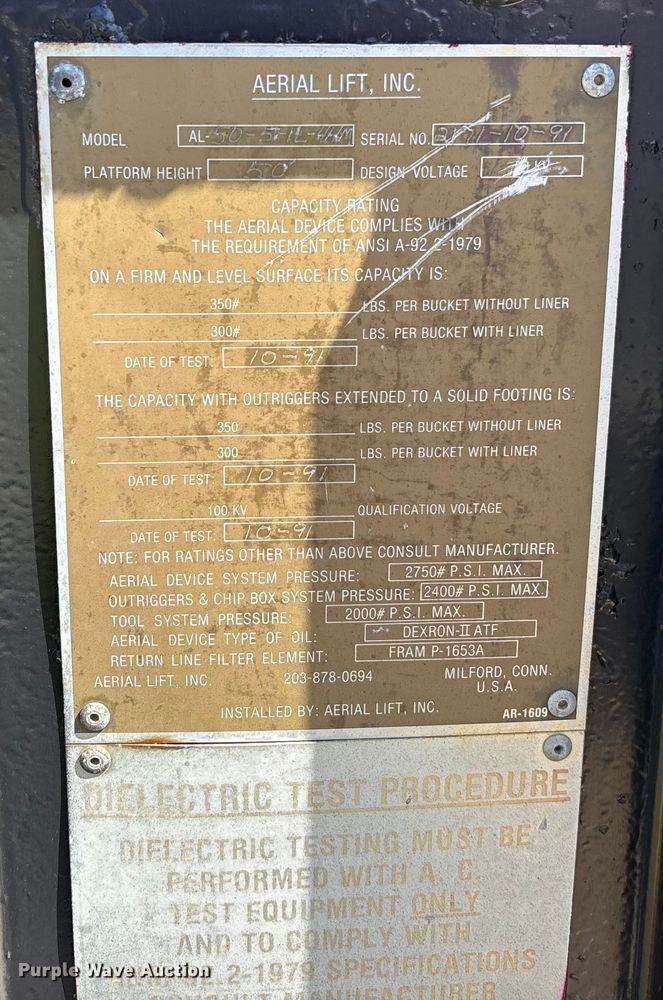 AERIAL LIFT, INC.
MODEL AL- SERIAL NO. 2171-10-91
PLATFORM HEIGHT 50' DESIGN VOLTAGE
CAPACITY RATING
THE AERIAL DEVICE COMPLIES WITH
THE REQUIREMENT OF ANSI A-92.2-1979
ON A FIRM AND LEVEL SURFACE ITS CAPACITY IS:
350# LBS. PER BUCKET WITHOUT LINER
300# LBS. PER BUCKET WITH LINER
DATE OF TEST: 10-91
THE CAPACITY WITH OUTRIGGERS EXTENDED TO A SOLID FOOTING IS:
350 LBS. PER BUCKET WITHOUT LINER
300 LBS. PER BUCKET WITH LINER
DATE OF TEST: 10-91
100 KV QUALIFICATION VOLTAGE
DATE OF TEST: 10-91
NOTE: FOR RATINGS OTHER THAN ABOVE CONSULT MANUFACTURER.
AERIAL DEVICE SYSTEM PRESSURE: 2750# P.S.I. MAX.
OUTRIGGERS & CHIP BOX SYSTEM PRESSURE: 2400# P.S.I. MAX.
TOOL SYSTEM PRESSURE: 2000# P.S.I. MAX.
AERIAL DEVICE TYPE OF OIL: DEXRON-II ATF
RETURN LINE FILTER ELEMENT: FRAM P-1653A
AERIAL LIFT, INC. 203-878-0694 MILFORD, CONN.
U.S.A.
INSTALLED BY: AERIAL LIFT, INC. AR-1609
DIELECTRIC TEST PROCEDURE
DIELECTRIC TESTING MUST BE
PERFORMED WITH A. C.
TEST EQUIPMENT ONLY
AND TO COMPLY WITH
2-1979 SPECIFICATIONS
CONSULT MANUFACTURER
Purple Wave Auction